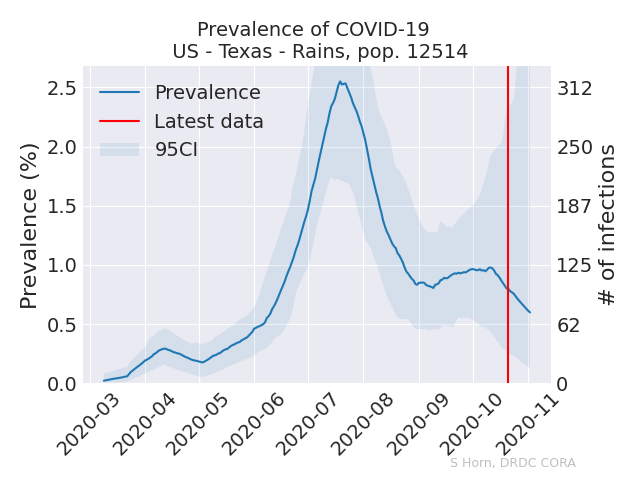 Prevalence of COVID-19
US - Texas - Rains, pop. 12514
Prevalence
Latest data
95CI
Prevalence (%)
2.5
2.0
1.5
1.0
0.5
0.0
312
250
187
125
62
0
# of infections
2020-03
2020-04
2020-05
2020-06
2020-07
2020-08
2020-09
2020-10
2020-11
S Horn, DRDC CORA